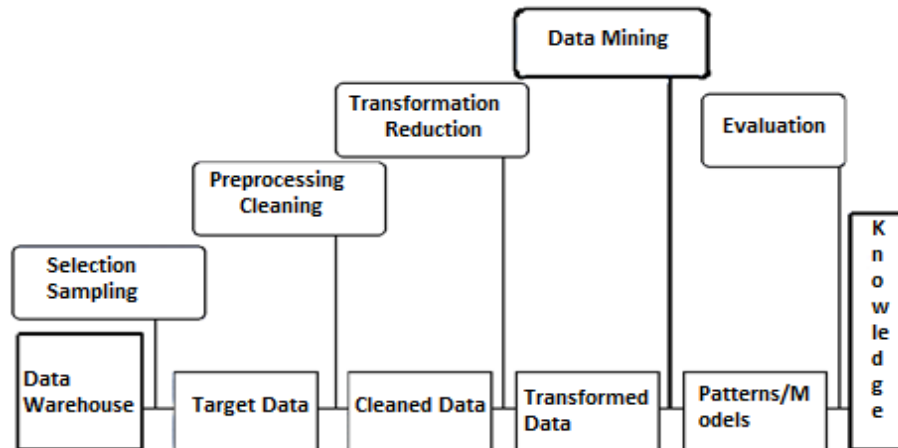 Data Mining
Transformation
Reduction
Evaluation
Preprocessing
Cleaning
Selection
Sampling
Data
Warehouse
Target Data
Cleaned Data
Transformed
Data
Patterns/M
odels
K
n
o
w
le
d
g
e